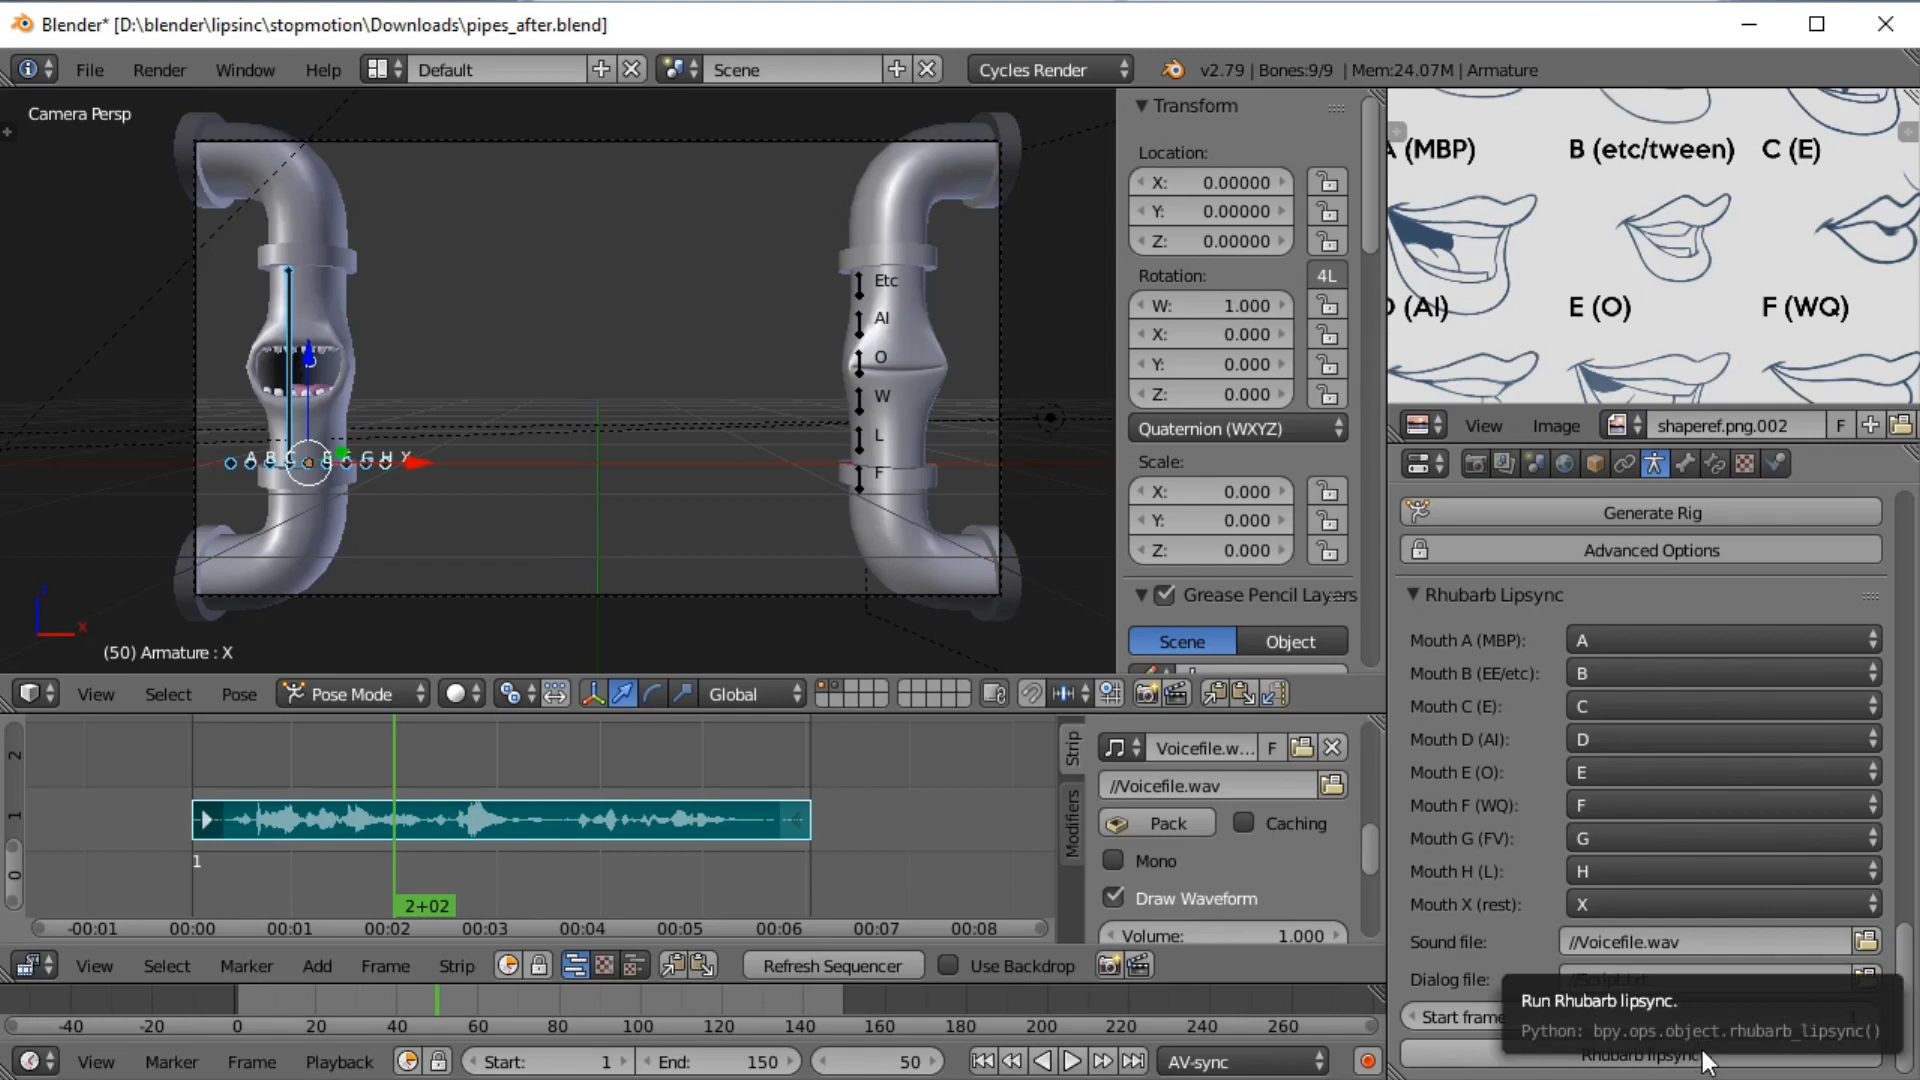 Blender* [D:\blender\lipsinc\stopmotion\Downloads\pipes_after.blend]
File Render Window Help Default Scene Cycles Render v2.79 | Bones:9/9 | Mem:24.07M | Armature
Camera Persp
Etc
AI
O
W
L
F
A B C E F G H X
(50) Armature : X
Transform
Location:
X: 0.00000
Y: 0.00000
Z: 0.00000
Rotation: 4L
W: 1.000
X: 0.000
Y: 0.000
Z: 0.000
Quaternion (WXYZ)
Scale:
X: 0.000
Y: 0.000
Z: 0.000
Grease Pencil Layers
Scene Object
(MBP) B (etc/tween) C (E)
(AI) E (O) F (WQ)
View Image shaperef.png.002 F
Generate Rig
Advanced Options
Rhubarb Lipsync
Mouth A (MBP): A
Mouth B (EE/etc): B
Mouth C (E): C
Mouth D (AI): D
Mouth E (O): E
Mouth F (WQ): F
Mouth G (FV): G
Mouth H (L): H
Mouth X (rest): X
Sound file: //Voicefile.wav
Dialog file:
Start frame
Run Rhubarb lipsync.
Python: bpy.ops.object.rhubarb_lipsync()
Rhubarb lipsync
View Select Pose Pose Mode Global
2
1
0
1
2+02
-00:01 00:00 00:01 00:02 00:03 00:04 00:05 00:06 00:07 00:08
Strip
Modifiers
Voicefile.w... F
//Voicefile.wav
Pack Caching
Mono
Draw Waveform
Volume: 1.000
View Select Marker Add Frame Strip Refresh Sequencer Use Backdrop
-40 -20 0 20 40 60 80 100 120 140 160 180 200 220 240 260
View Marker Frame Playback Start: 1 End: 150 50 AV-sync